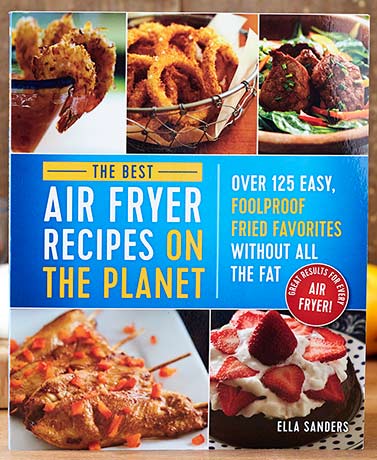 THE BEST
AIR FRYER
RECIPES ON
THE PLANET
OVER 125 EASY,
FOOLPROOF
FRIED FAVORITES
WITHOUT ALL
THE FAT
GREAT RESULTS FOR EVERY
AIR
FRYER!
ELLA SANDERS